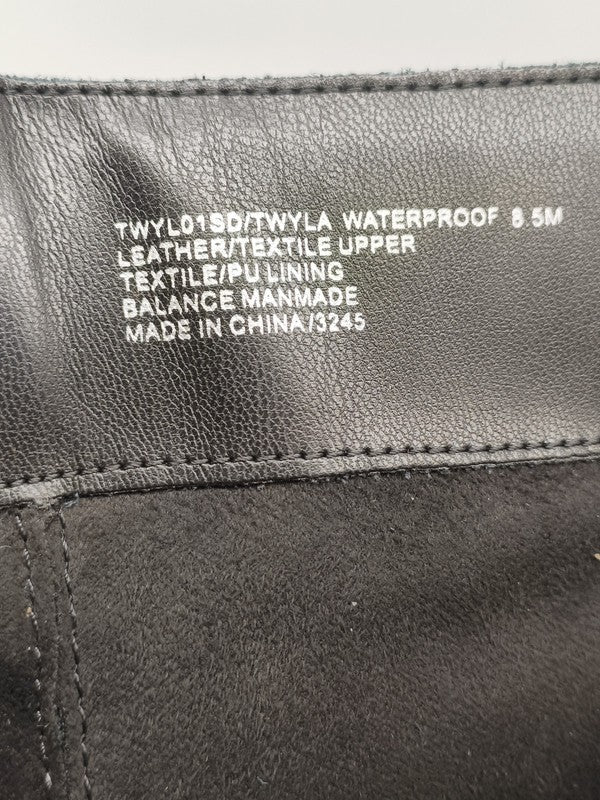 TWYL01SD/TWYLA WATERPROOF 8.5M
LEATHER/TEXTILE UPPER
TEXTILE/PU LINING
BALANCE MANMADE
MADE IN CHINA/3245